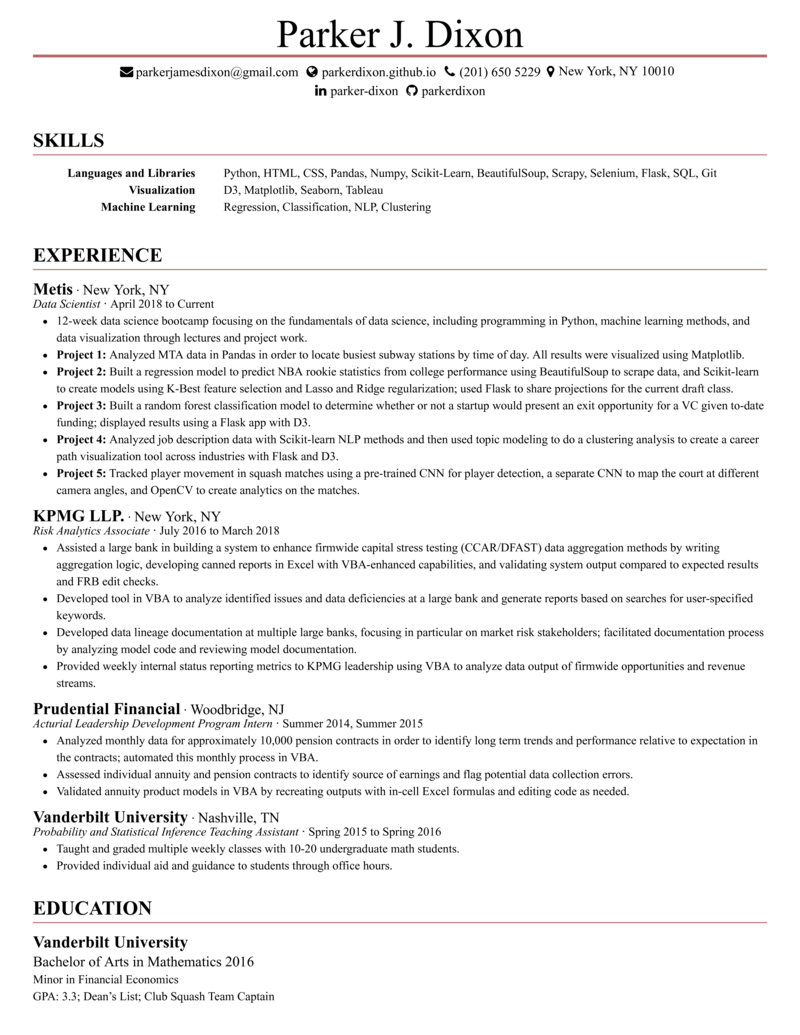 Parker J. Dixon
parkerjamesdixon@gmail.com parkerdixon.github.io (201) 650 5229 New York, NY 10010
in parker-dixon parkerdixon
SKILLS
Languages and Libraries Python, HTML, CSS, Pandas, Numpy, Scikit-Learn, BeautifulSoup, Scrapy, Selenium, Flask, SQL, Git
Visualization D3, Matplotlib, Seaborn, Tableau
Machine Learning Regression, Classification, NLP, Clustering
EXPERIENCE
Metis · New York, NY
Data Scientist · April 2018 to Current
• 12-week data science bootcamp focusing on the fundamentals of data science, including programming in Python, machine learning methods, and
data visualization through lectures and project work.
• Project 1: Analyzed MTA data in Pandas in order to locate busiest subway stations by time of day. All results were visualized using Matplotlib.
• Project 2: Built a regression model to predict NBA rookie statistics from college performance using BeautifulSoup to scrape data, and Scikit-learn
to create models using K-Best feature selection and Lasso and Ridge regularization; used Flask to share projections for the current draft class.
• Project 3: Built a random forest classification model to determine whether or not a startup would present an exit opportunity for a VC given to-date
funding; displayed results using a Flask app with D3.
• Project 4: Analyzed job description data with Scikit-learn NLP methods and then used topic modeling to do a clustering analysis to create a career
path visualization tool across industries with Flask and D3.
• Project 5: Tracked player movement in squash matches using a pre-trained CNN for player detection, a separate CNN to map the court at different
camera angles, and OpenCV to create analytics on the matches.
KPMG LLP. · New York, NY
Risk Analytics Associate · July 2016 to March 2018
• Assisted a large bank in building a system to enhance firmwide capital stress testing (CCAR/DFAST) data aggregation methods by writing
aggregation logic, developing canned reports in Excel with VBA-enhanced capabilities, and validating system output compared to expected results
and FRB edit checks.
• Developed tool in VBA to analyze identified issues and data deficiencies at a large bank and generate reports based on searches for user-specified
keywords.
• Developed data lineage documentation at multiple large banks, focusing in particular on market risk stakeholders; facilitated documentation process
by analyzing model code and reviewing model documentation.
• Provided weekly internal status reporting metrics to KPMG leadership using VBA to analyze data output of firmwide opportunities and revenue
streams.
Prudential Financial · Woodbridge, NJ
Acturial Leadership Development Program Intern · Summer 2014, Summer 2015
• Analyzed monthly data for approximately 10,000 pension contracts in order to identify long term trends and performance relative to expectation in
the contracts; automated this monthly process in VBA.
• Assessed individual annuity and pension contracts to identify source of earnings and flag potential data collection errors.
• Validated annuity product models in VBA by recreating outputs with in-cell Excel formulas and editing code as needed.
Vanderbilt University · Nashville, TN
Probability and Statistical Inference Teaching Assistant · Spring 2015 to Spring 2016
• Taught and graded multiple weekly classes with 10-20 undergraduate math students.
• Provided individual aid and guidance to students through office hours.
EDUCATION
Vanderbilt University
Bachelor of Arts in Mathematics 2016
Minor in Financial Economics
GPA: 3.3; Dean's List; Club Squash Team Captain